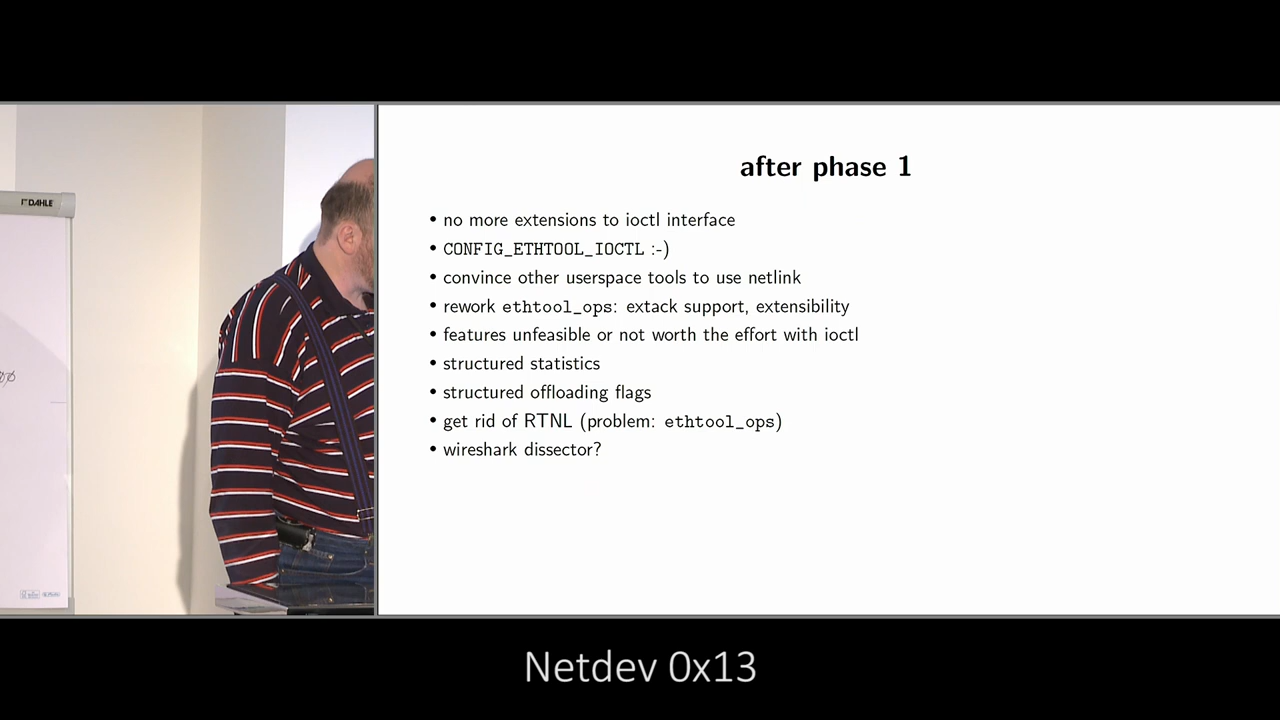 DAHLE
after phase 1
• no more extensions to ioctl interface
• CONFIG_ETHTOOL_IOCTL :-)
• convince other userspace tools to use netlink
• rework ethtool_ops: extack support, extensibility
• features unfeasible or not worth the effort with ioctl
• structured statistics
• structured offloading flags
• get rid of RTNL (problem: ethtool_ops)
• wireshark dissector?
Netdev 0x13